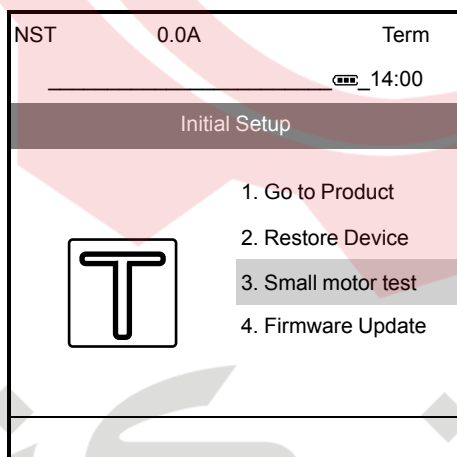 NST 0.0A Term
_14:00
Initial Setup
1. Go to Product
2. Restore Device
3. Small motor test
4. Firmware Update
T